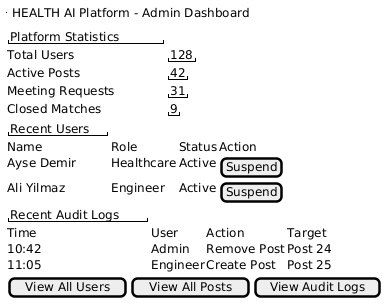 · HEALTH AI Platform - Admin Dashboard
Platform Statistics
Total Users 128
Active Posts 42
Meeting Requests 31
Closed Matches 9
Recent Users
Name Role Status Action
Ayse Demir Healthcare Active Suspend
Ali Yilmaz Engineer Active Suspend
Recent Audit Logs
Time User Action Target
10:42 Admin Remove Post Post 24
11:05 Engineer Create Post Post 25
View All Users View All Posts View Audit Logs